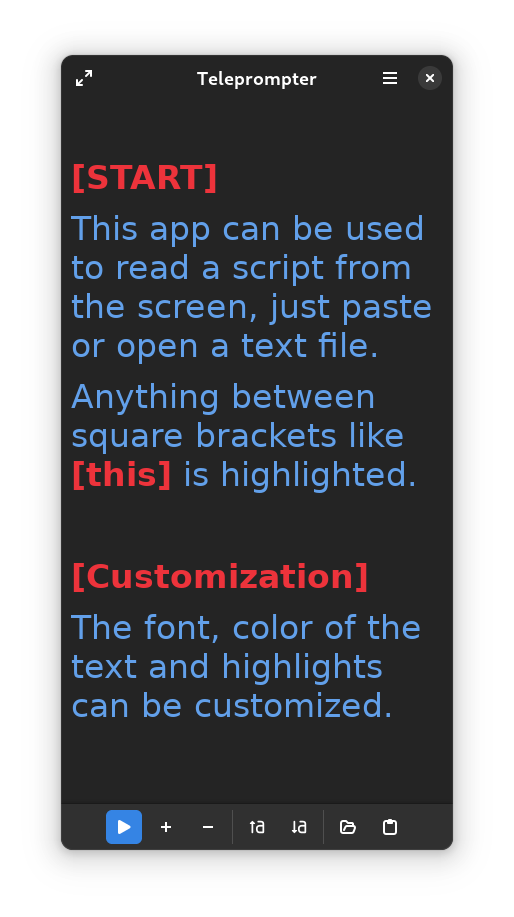 Teleprompter
[START]
This app can be used
to read a script from
the screen, just paste
or open a text file.
Anything between
square brackets like
[this] is highlighted.
[Customization]
The font, color of the
text and highlights
can be customized.
↑a ↓a